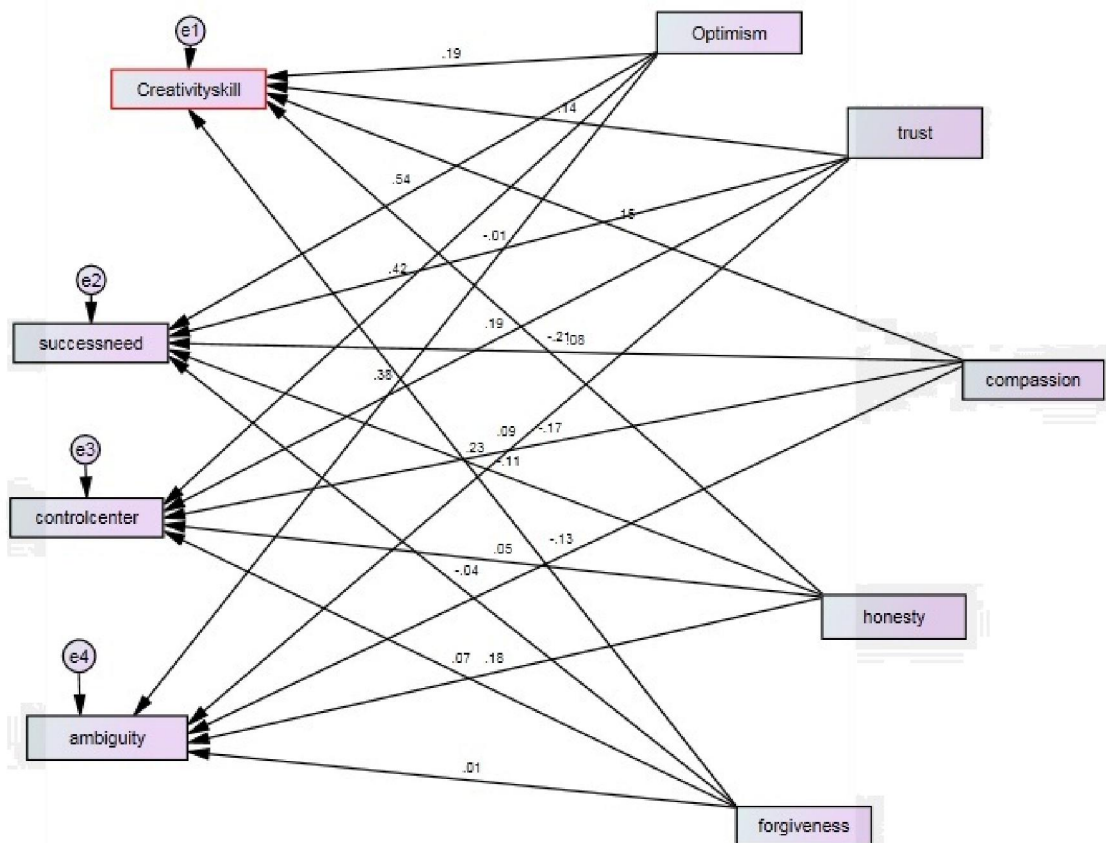 e1
Optimism
.19
Creativityskill
.14
trust
.54
.15
-.01
.42
e2
.19
successneed
-.21
.08
.38
compassion
.09
-.17
.23
e3
-.11
controlcenter
-.13
.05
-.04
honesty
e4
.07
.18
ambiguity
.01
forgiveness